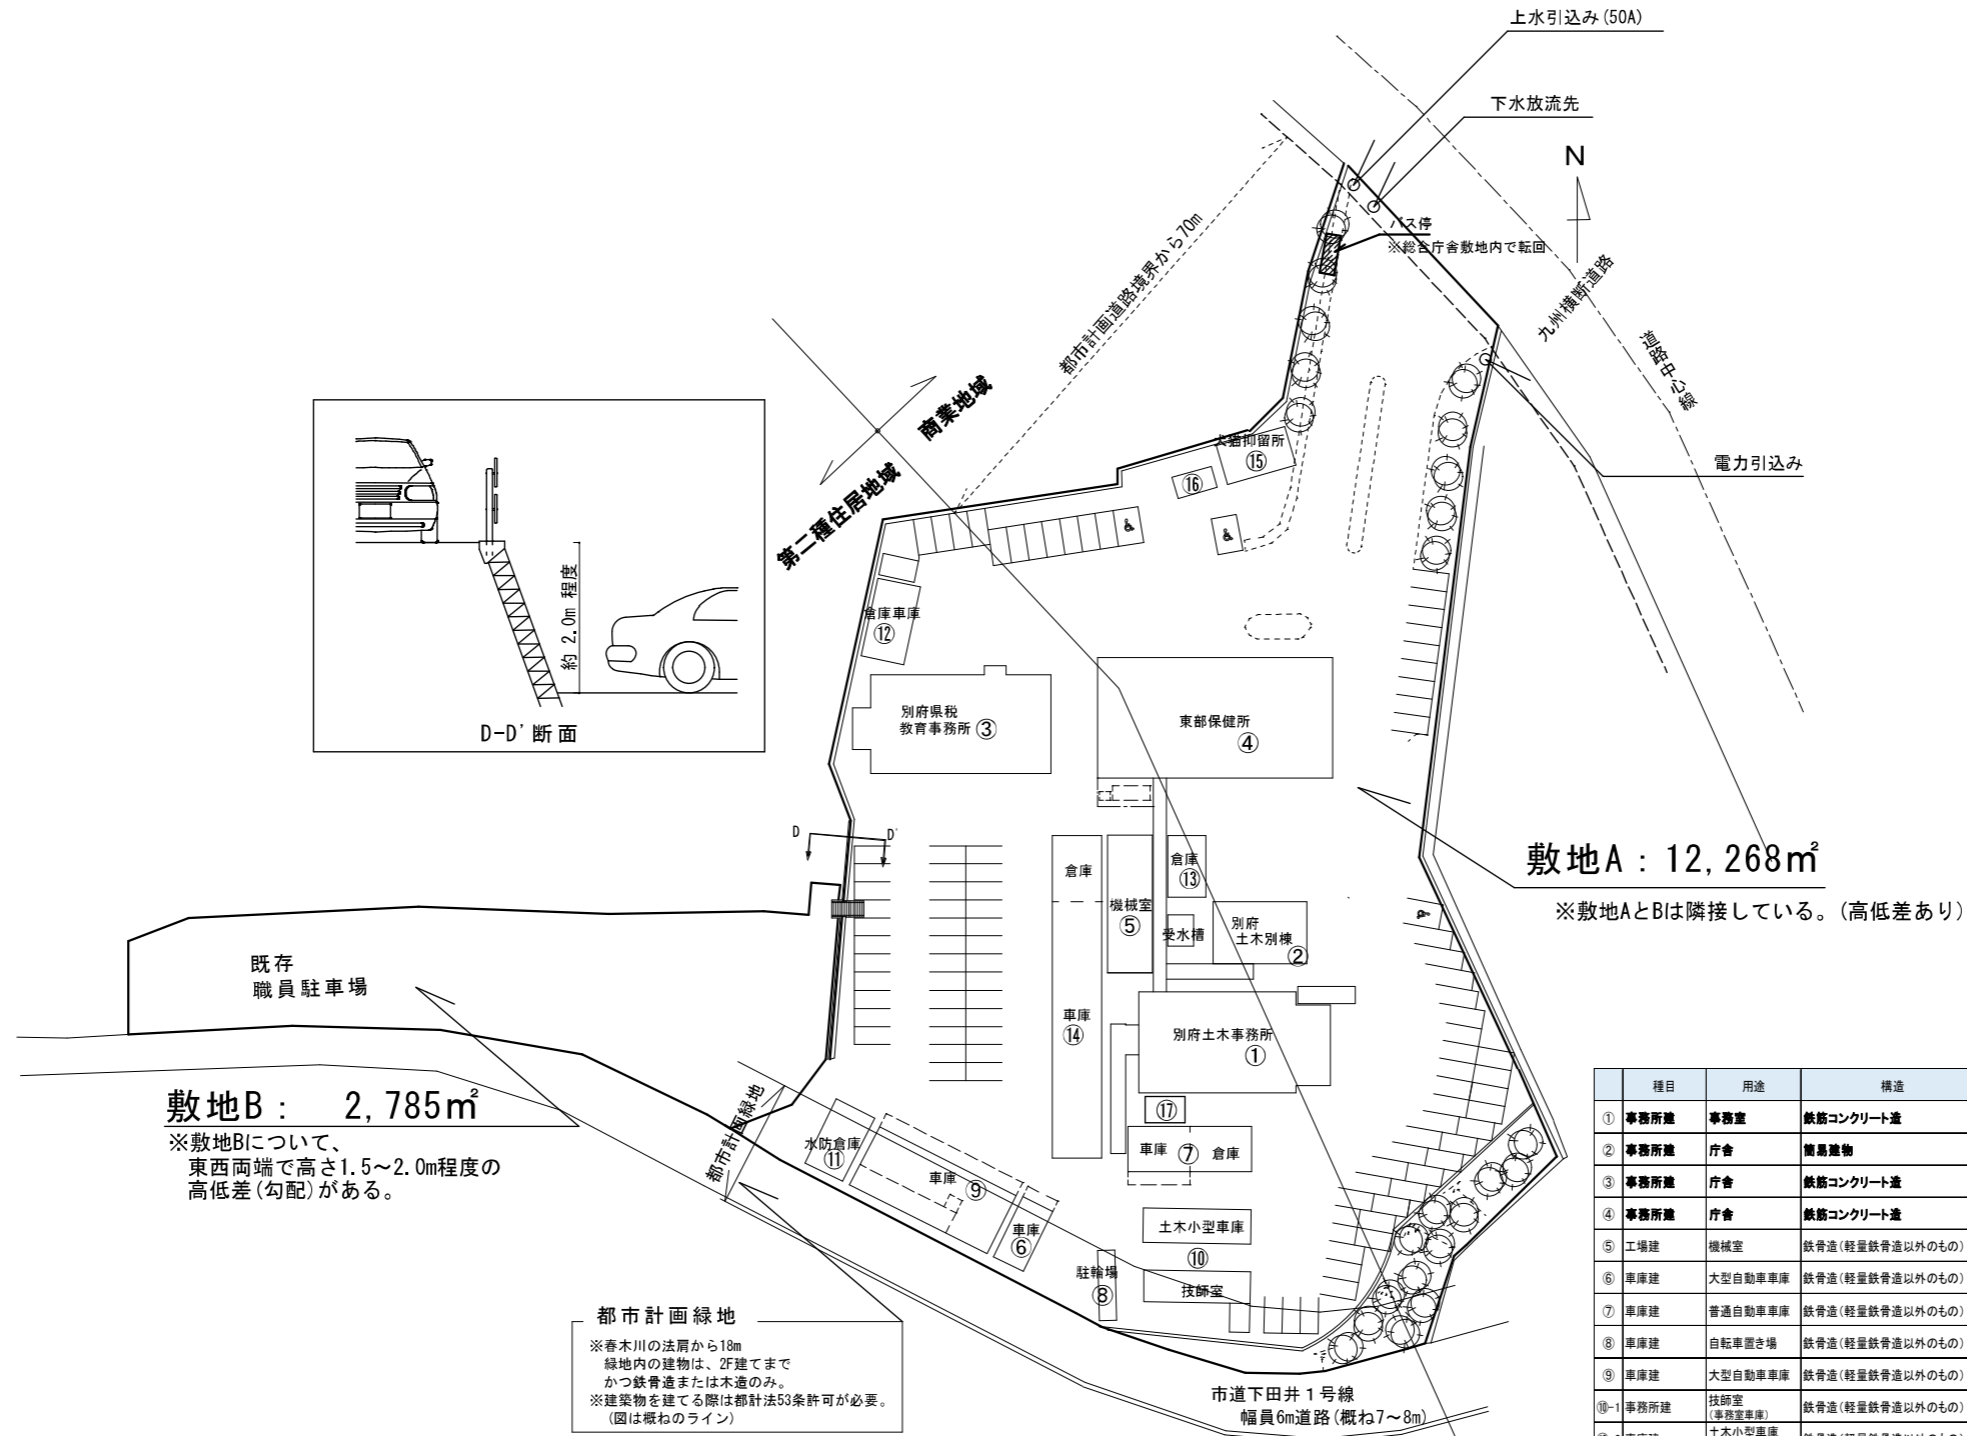 上水引込み(50A)
下水放流先
N
バス停
※総合庁舎敷地内で転回
都市計画道路境界から70m
九州横断道路
道路中心線
電力引込み
商業地域
第二種住居地域
犬猫抑留所
⑮
⑯
倉庫車庫
⑫
約 2.0m 程度
D-D' 断面
別府県税
教育事務所 ③
東部保健所
④
D
D'
敷地A : 12,268㎡
※敷地AとBは隣接している。(高低差あり)
倉庫
倉庫
⑬
機械室
⑤
受水槽
別府
土木別棟
②
車庫
⑭
別府土木事務所
①
既存
職員駐車場
敷地B : 2,785㎡
※敷地Bについて、
東西両端で高さ1.5～2.0m程度の
高低差(勾配)がある。
都市計画緑地
水防倉庫
⑪
車庫
⑨
車庫
⑥
⑰
車庫 ⑦ 倉庫
土木小型車庫
⑩
技師室
駐輪場
⑧
都市計画緑地
※春木川の法肩から18m
緑地内の建物は、2F建てまで
かつ鉄骨造または木造のみ。
※建築物を建てる際は都計法53条許可が必要。
(図は概ねのライン)
市道下田井１号線
幅員6m道路(概ね7～8m)
種目 用途 構造
① 事務所建 事務室 鉄筋コンクリート造
② 事務所建 庁舎 簡易建物
③ 事務所建 庁舎 鉄筋コンクリート造
④ 事務所建 庁舎 鉄筋コンクリート造
⑤ 工場建 機械室 鉄骨造(軽量鉄骨造以外のもの)
⑥ 車庫建 大型自動車車庫 鉄骨造(軽量鉄骨造以外のもの)
⑦ 車庫建 普通自動車車庫 鉄骨造(軽量鉄骨造以外のもの)
⑧ 車庫建 自転車置き場 鉄骨造(軽量鉄骨造以外のもの)
⑨ 車庫建 大型自動車車庫 鉄骨造(軽量鉄骨造以外のもの)
⑩-1 事務所建 技師室 鉄骨造(軽量鉄骨造以外のもの)
(事務室車庫)
土木小型車庫